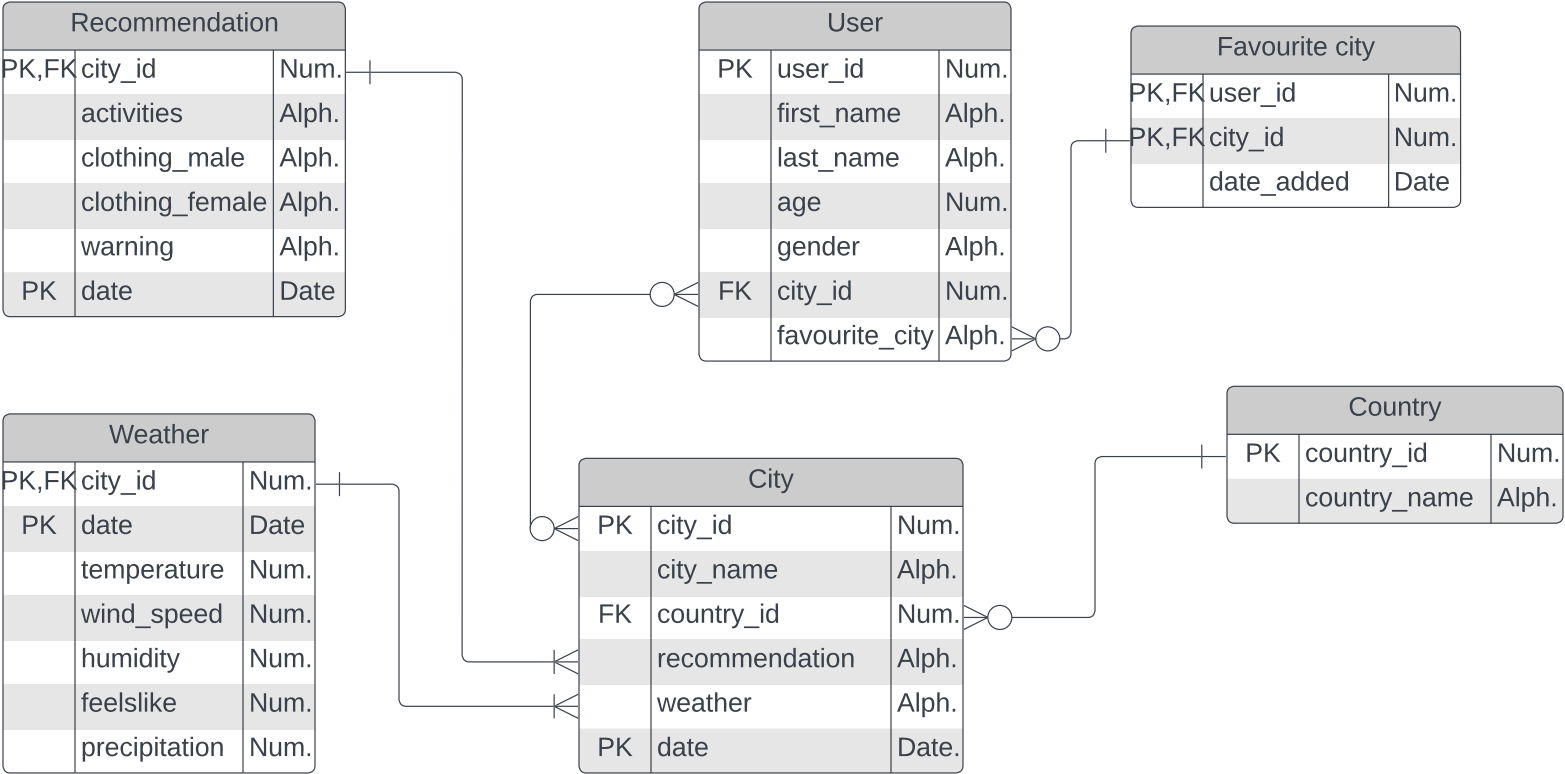 Recommendation
PK,FK city_id Num.
activities Alph.
clothing_male Alph.
clothing_female Alph.
warning Alph.
PK date Date
User
PK user_id Num.
first_name Alph.
last_name Alph.
age Num.
gender Alph.
FK city_id Num.
favourite_city Alph.
Favourite city
PK,FK user_id Num.
PK,FK city_id Num.
date_added Date
Weather
PK,FK city_id Num.
PK date Date
temperature Num.
wind_speed Num.
humidity Num.
feelslike Num.
precipitation Num.
City
PK city_id Num.
city_name Alph.
FK country_id Num.
recommendation Alph.
weather Alph.
PK date Date.
Country
PK country_id Num.
country_name Alph.